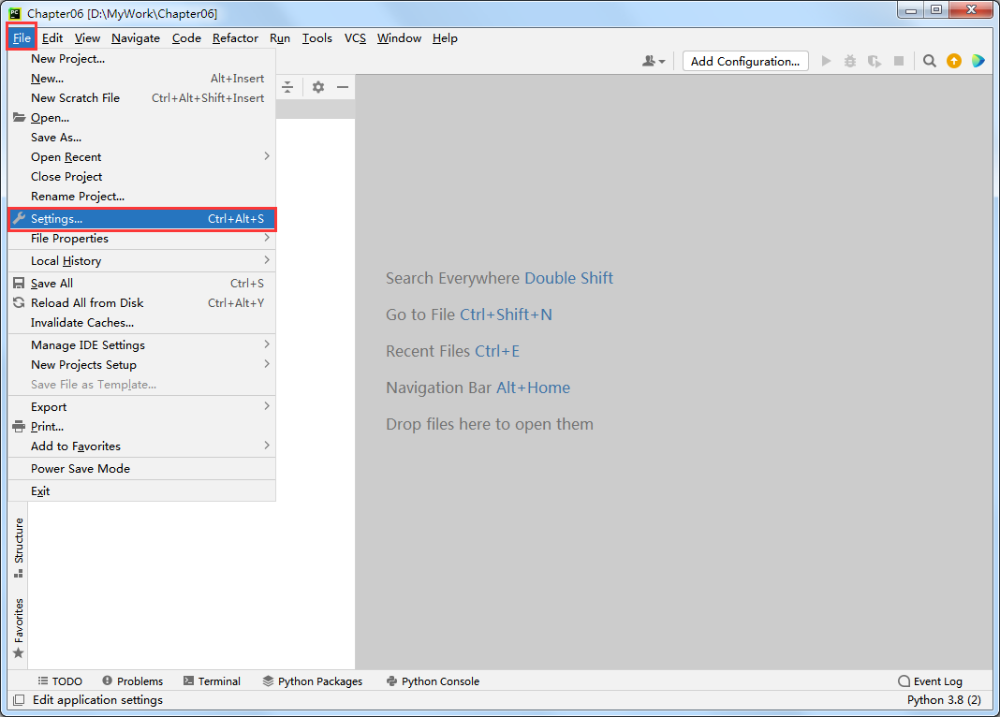 Chapter06 [D:\MyWork\Chapter06]
File Edit View Navigate Code Refactor Run Tools VCS Window Help
Add Configuration...
New Project...
New... Alt+Insert
New Scratch File Ctrl+Alt+Shift+Insert
Open...
Save As...
Open Recent
Close Project
Rename Project...
Settings... Ctrl+Alt+S
File Properties
Local History
Save All Ctrl+S
Reload All from Disk Ctrl+Alt+Y
Invalidate Caches...
Manage IDE Settings
New Projects Setup
Save File as Template...
Export
Print...
Add to Favorites
Power Save Mode
Exit
Search Everywhere Double Shift
Go to File Ctrl+Shift+N
Recent Files Ctrl+E
Navigation Bar Alt+Home
Drop files here to open them
Structure
Favorites
TODO Problems Terminal Python Packages Python Console Event Log
Edit application settings Python 3.8 (2)